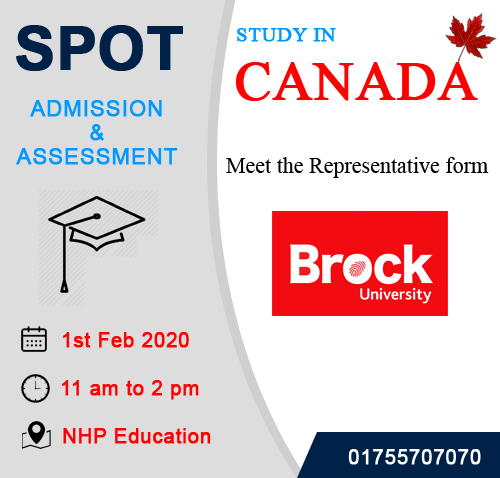 SPOT
ADMISSION
&
ASSESSMENT
1st Feb 2020
11 am to 2 pm
NHP Education
STUDY IN
CANADA
Meet the Representative form
Brock
University
01755707070